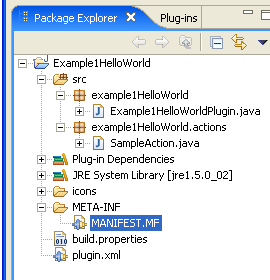 Package Explorer Plug-ins
Example1HelloWorld
src
example1HelloWorld
Example1HelloWorldPlugin.java
example1HelloWorld.actions
SampleAction.java
Plug-in Dependencies
JRE System Library [jre1.5.0_02]
icons
META-INF
MANIFEST.MF
build.properties
plugin.xml